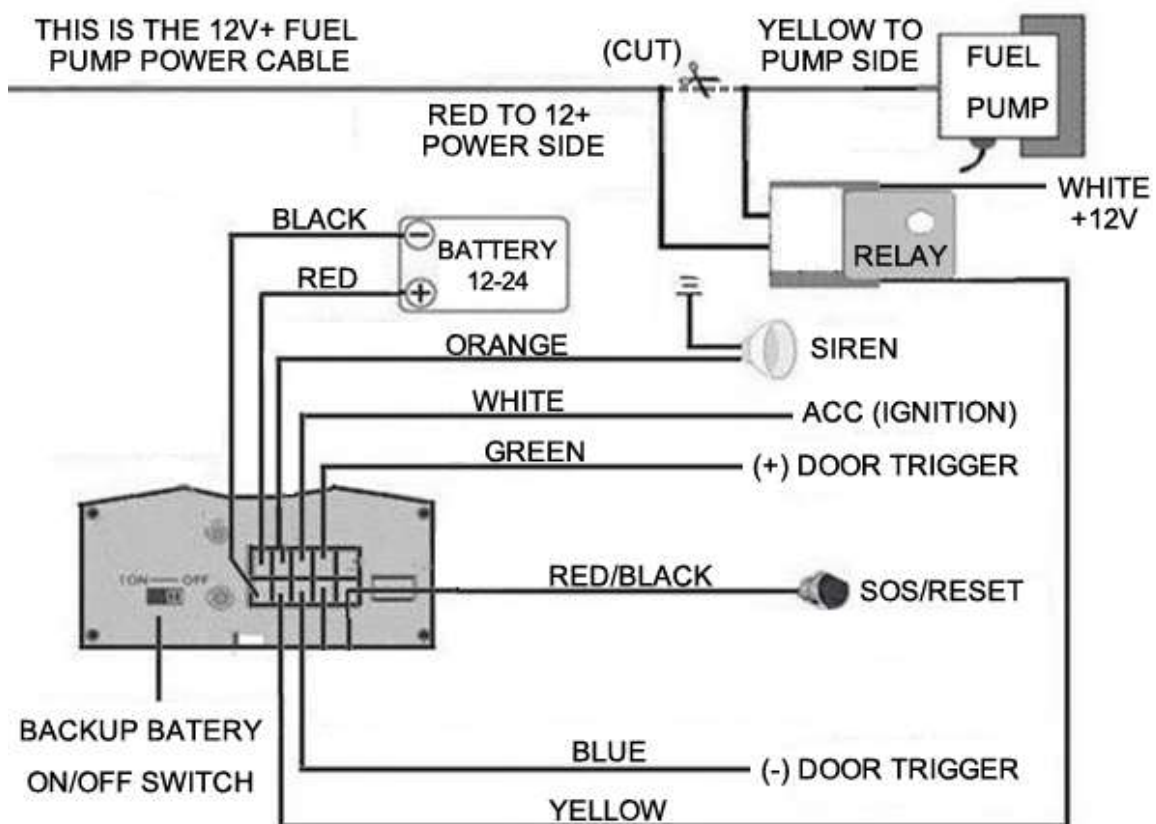 THIS IS THE 12V+ FUEL
PUMP POWER CABLE
(CUT)
YELLOW TO
PUMP SIDE
FUEL
PUMP
RED TO 12+
POWER SIDE
WHITE
+12V
RELAY
BLACK
BATTERY
12-24
RED
ORANGE
SIREN
WHITE
ACC (IGNITION)
GREEN
(+) DOOR TRIGGER
ON OFF
RED/BLACK
SOS/RESET
BACKUP BATERY
ON/OFF SWITCH
BLUE
(-) DOOR TRIGGER
YELLOW